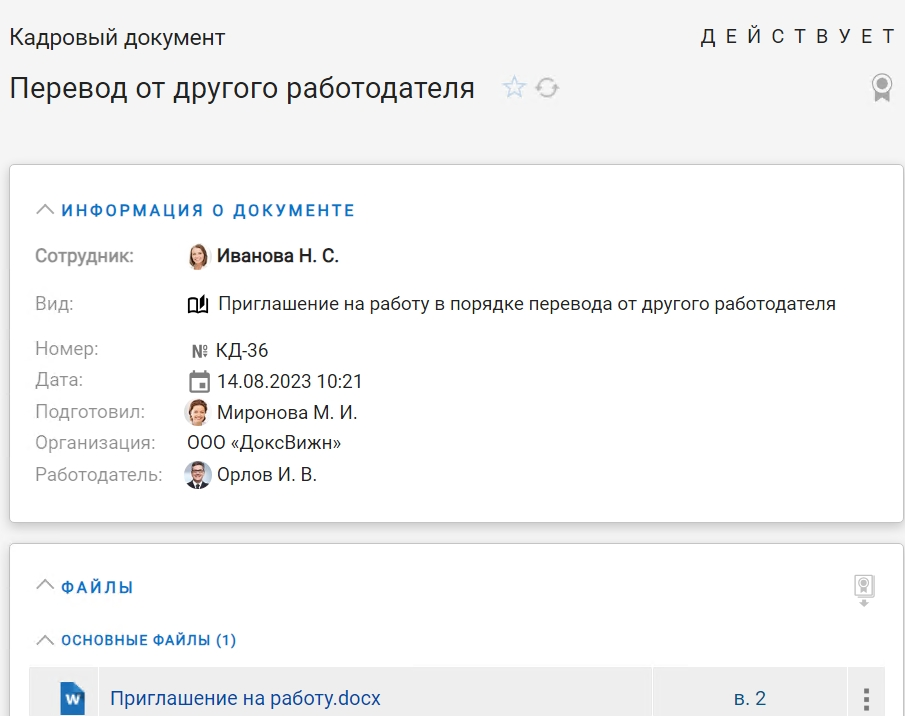 Кадровый документ
ДЕЙСТВУЕТ
Перевод от другого работодателя
ИНФОРМАЦИЯ О ДОКУМЕНТЕ
Сотрудник: Иванова Н. С.
Вид: Приглашение на работу в порядке перевода от другого работодателя
Номер: № КД-36
Дата: 14.08.2023 10:21
Подготовил: Миронова М. И.
Организация: ООО «ДоксВижн»
Работодатель: Орлов И. В.
ФАЙЛЫ
ОСНОВНЫЕ ФАЙЛЫ (1)
W Приглашение на работу.docx в. 2